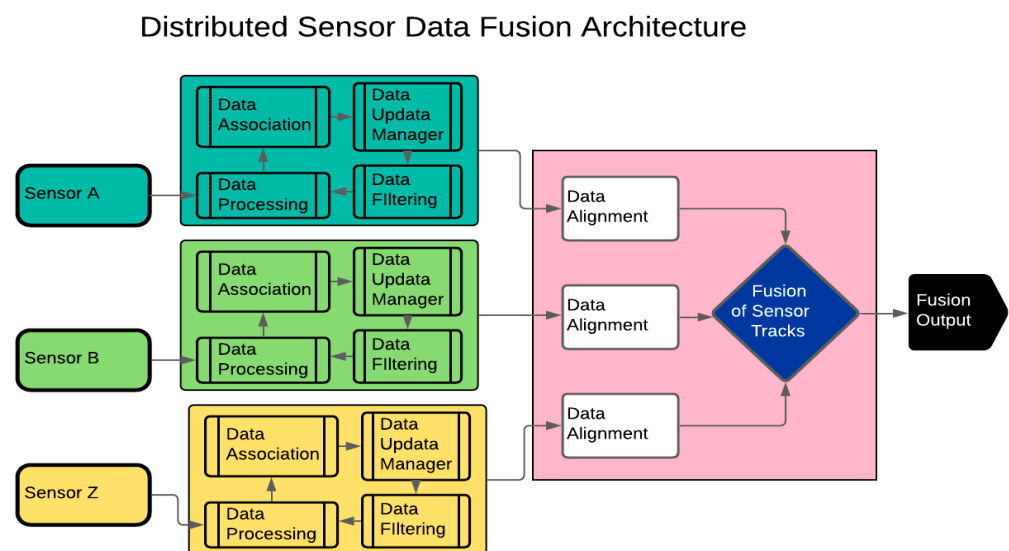 Distributed Sensor Data Fusion Architecture
Sensor A
Data
Association
Data
Updata
Manager
Data
Processing
Data
FIltering
Sensor B
Data
Association
Data
Updata
Manager
Data
Processing
Data
FIltering
Sensor Z
Data
Association
Data
Updata
Manager
Data
Processing
Data
FIltering
Data
Alignment
Data
Alignment
Data
Alignment
Fusion
of Sensor
Tracks
Fusion
Output